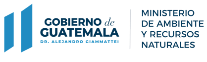 GOBIERNO de
GUATEMALA
DR. ALEJANDRO GIAMMATTEI
MINISTERIO
DE AMBIENTE
Y RECURSOS
NATURALES